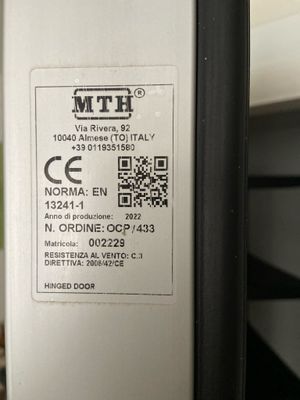 MTH®
Via Rivera, 92
10040 Almese (TO) ITALY
+39 0119351580
CE
NORMA: EN
13241-1
Anno di produzione: 2022
N. ORDINE: OCP/433
Matricola: 002229
RESISTENZA AL VENTO: C.3
DIRETTIVA: 2006/42/CE
HINGED DOOR